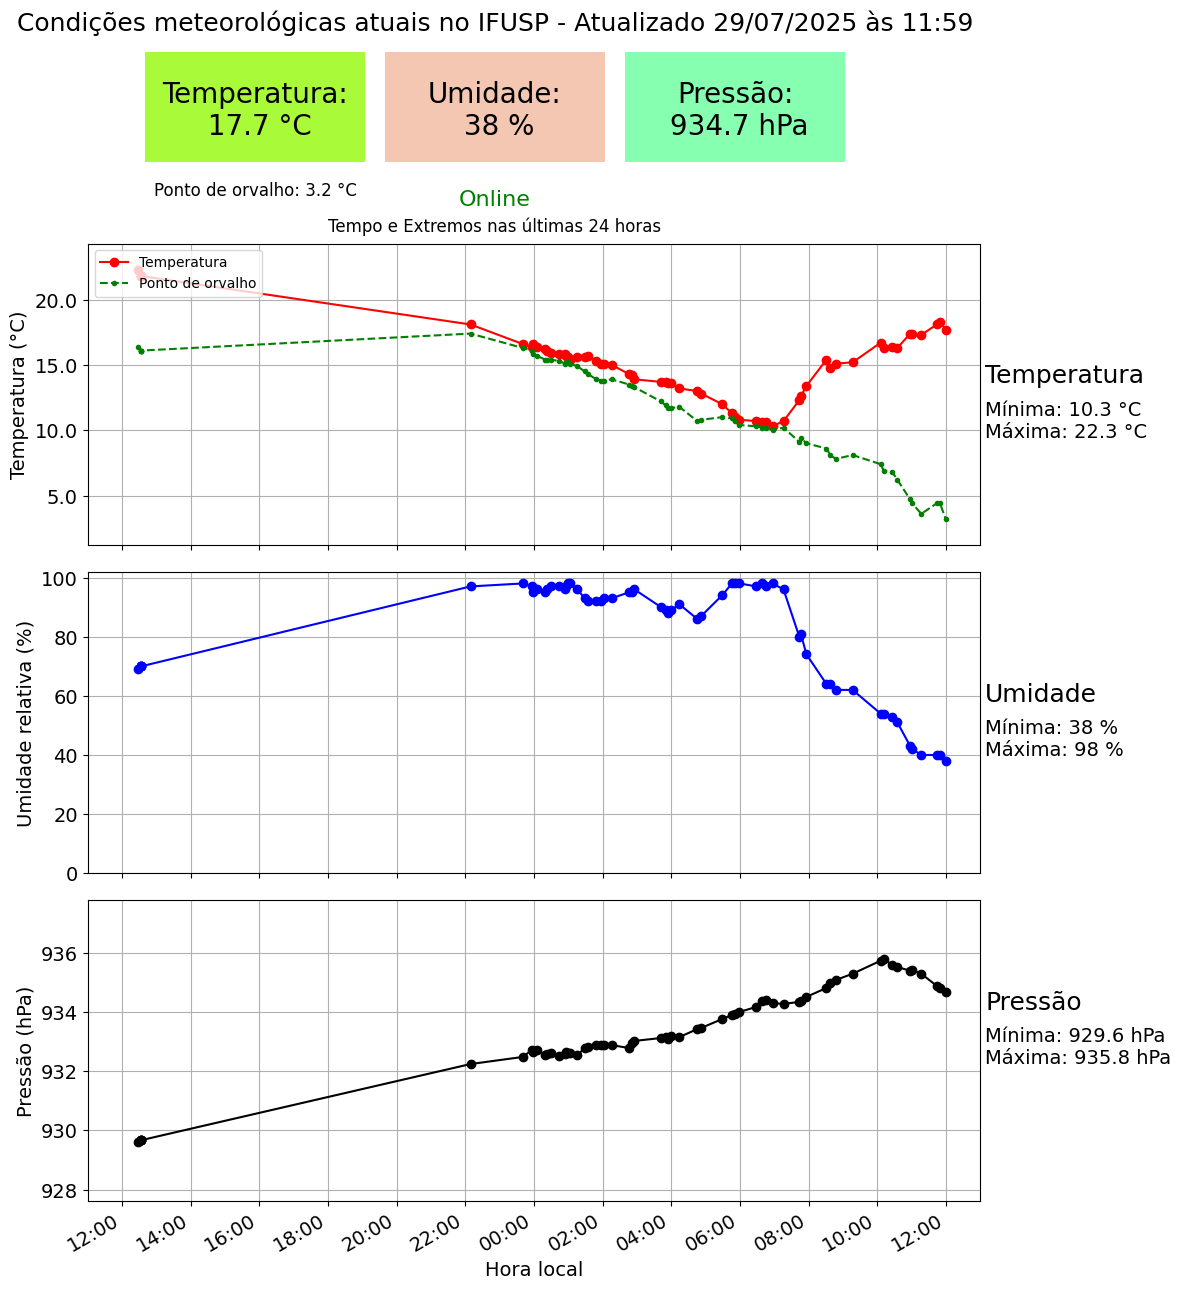 Condições meteorológicas atuais no IFUSP - Atualizado 29/07/2025 às 11:59
Temperatura:
17.7 °C
Umidade:
38 %
Pressão:
934.7 hPa
Ponto de orvalho: 3.2 °C
Online
Tempo e Extremos nas últimas 24 horas
Temperatura
Ponto de orvalho
Temperatura (°C)
20.0
15.0
10.0
5.0
Temperatura
Mínima: 10.3 °C
Máxima: 22.3 °C
Umidade relativa (%)
100
80
60
40
20
0
Umidade
Mínima: 38 %
Máxima: 98 %
Pressão (hPa)
936
934
932
930
928
Pressão
Mínima: 929.6 hPa
Máxima: 935.8 hPa
12:00
14:00
16:00
18:00
20:00
22:00
00:00
02:00
04:00
06:00
08:00
10:00
12:00
Hora local